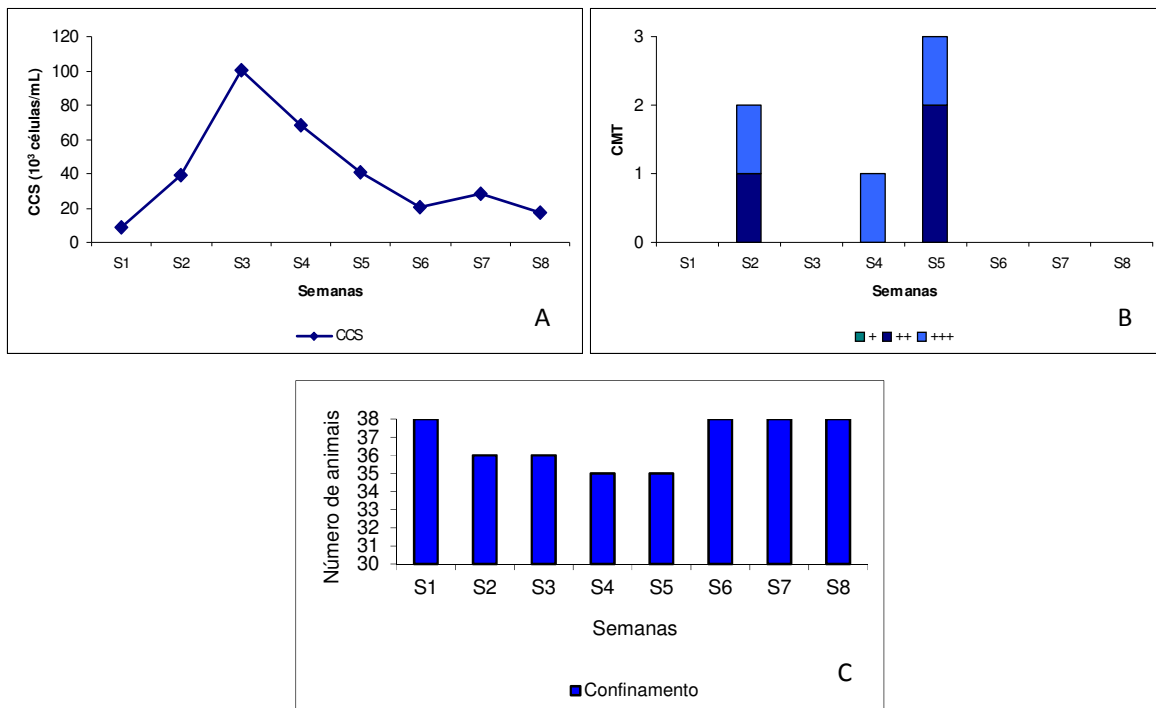 120
100
80
60
40
20
0
CCS (10³ células/mL)
S1 S2 S3 S4 S5 S6 S7 S8
Semanas
CCS
A
3
2
1
0
CMT
S1 S2 S3 S4 S5 S6 S7 S8
Semanas
+ ++ +++
B
38
37
36
35
34
33
32
31
30
Número de animais
S1 S2 S3 S4 S5 S6 S7 S8
Semanas
Confinamento
C